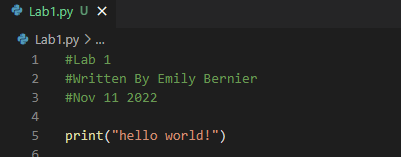 Lab1.py U X
Lab1.py > ...
1 #Lab 1
2 #Written By Emily Bernier
3 #Nov 11 2022
4
5 print("hello world!")
6